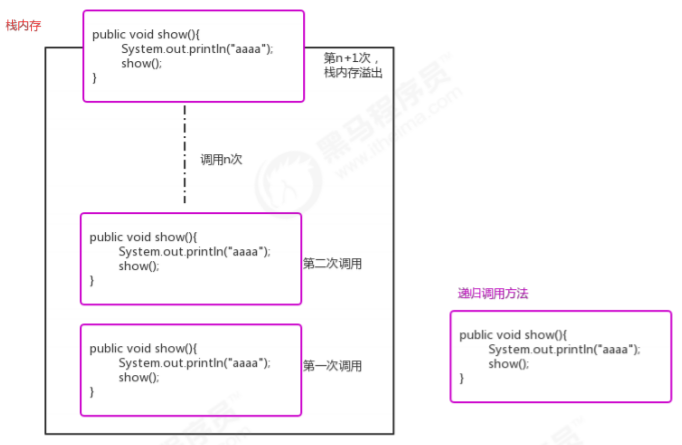 栈内存
public void show(){
System.out.println("aaaa");
show();
}
第n+1次，
栈内存溢出
黑马程序员™
www.itheima.com
调用n次
public void show(){
System.out.println("aaaa");
show();
}
第二次调用
递归调用方法
public void show(){
System.out.println("aaaa");
show();
}
第一次调用
public void show(){
System.out.println("aaaa");
show();
}